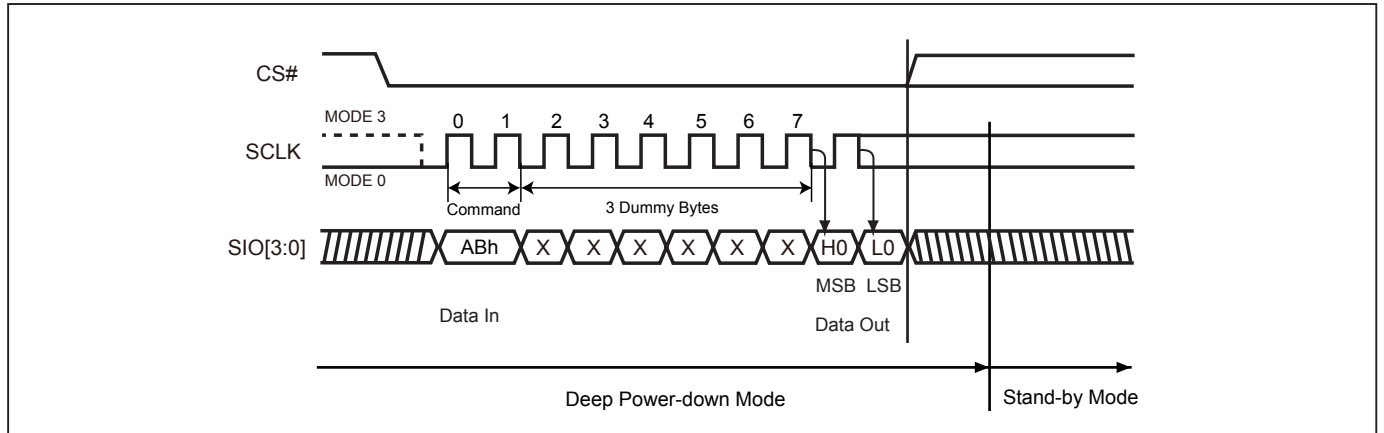 CS#
MODE 3
0 1 2 3 4 5 6 7
SCLK
MODE 0
Command
3 Dummy Bytes
SIO[3:0]
ABh X X X X X X H0 L0
MSB LSB
Data In
Data Out
Deep Power-down Mode
Stand-by Mode